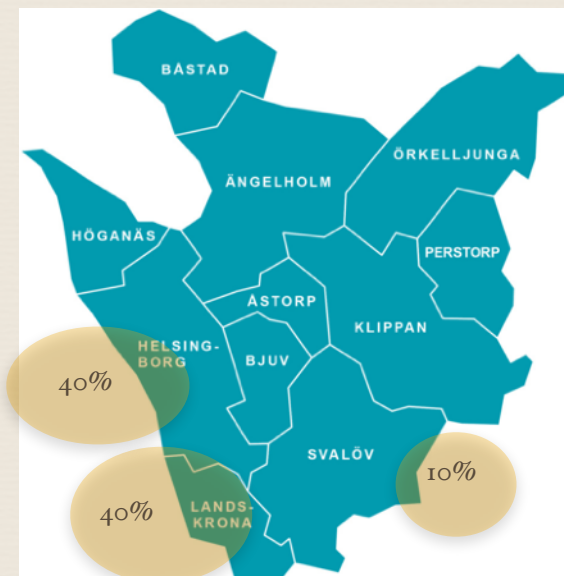 BÅSTAD
ÖRKELLJUNGA
ÄNGELHOLM
HÖGANÄS
PERSTORP
ÅSTORP
KLIPPAN
HELSING-
BORG
BJUV
40%
SVALÖV
10%
LANDS-
KRONA
40%